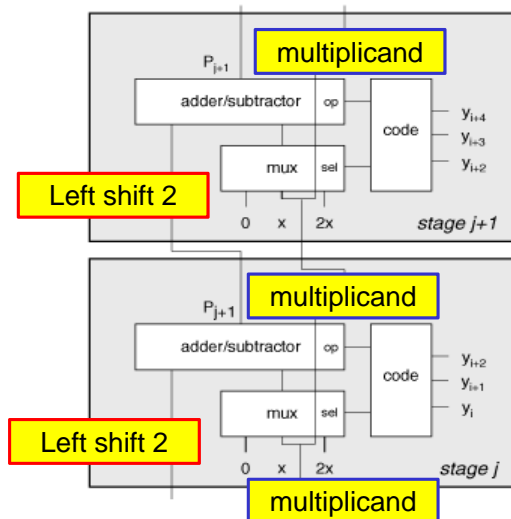 multiplicand
P_{j+1}
adder/subtractor op
code
y_{i+4}
y_{i+3}
y_{i+2}
mux sel
Left shift 2
0 x 2x
stage j+1
multiplicand
P_{j+1}
adder/subtractor op
code
y_{i+2}
y_{i+1}
y_i
mux sel
Left shift 2
0 x 2x
stage j
multiplicand